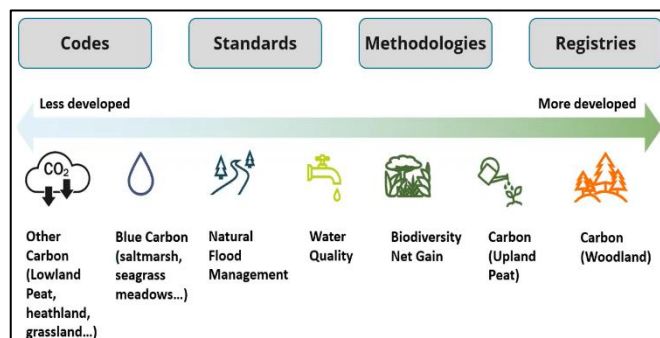 Codes
Standards
Methodologies
Registries
Less developed
More developed
CO2
Other
Carbon
(Lowland
Peat,
heathland,
grassland...)
Blue Carbon
(saltmarsh,
seagrass
meadows...)
Natural
Flood
Management
Water
Quality
Biodiversity
Net Gain
Carbon
(Upland
Peat)
Carbon
(Woodland)